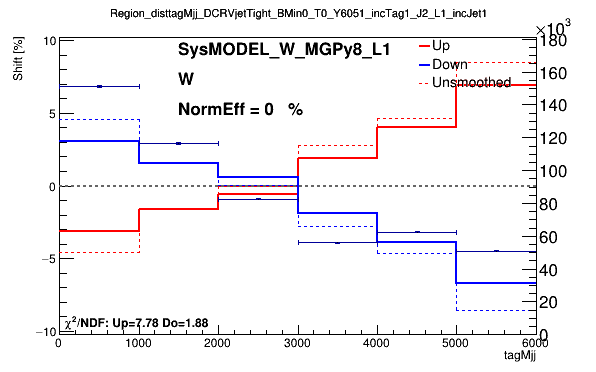 Region_disttagMjj_DCRVjetTight_BMin0_T0_Y6051_incTag1_J2_L1_incJet1
×10³
Shift [%]
SysMODEL_W_MGPy8_L1
W
NormEff = 0 %
Up
Down
Unsmoothed
10
5
0
−5
−10
180
160
140
120
100
80
60
40
20
0
χ²/NDF: Up=7.78 Do=1.88
0 1000 2000 3000 4000 5000 6000
tagMjj